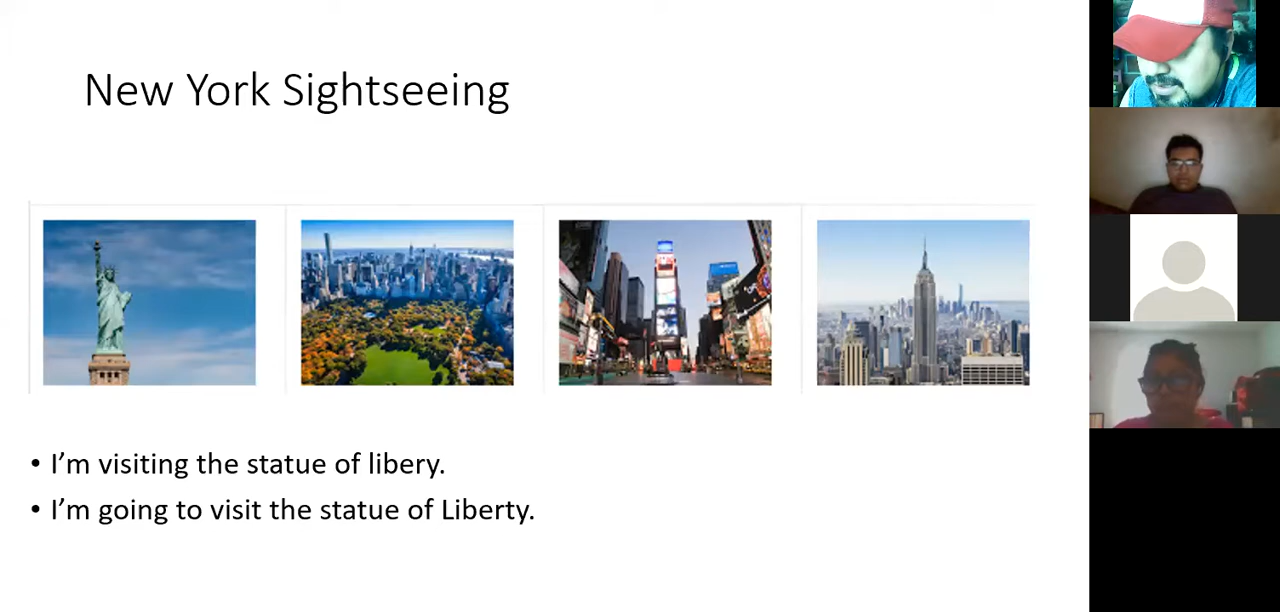 New York Sightseeing
• I'm visiting the statue of libery.
• I'm going to visit the statue of Liberty.